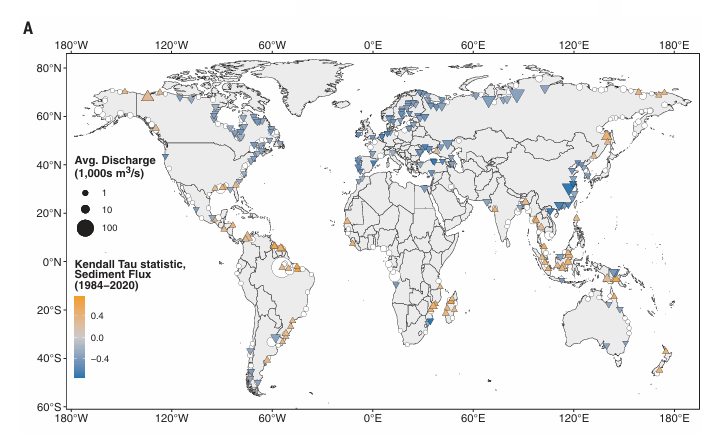 A
180°W 120°W 60°W 0°E 60°E 120°E 180°E
80°N
60°N
40°N
20°N
0°N
20°S
40°S
60°S
Avg. Discharge
(1,000s m³/s)
1
10
100
Kendall Tau statistic,
Sediment Flux
(1984–2020)
0.4
0.0
−0.4
180°W 120°W 60°W 0°E 60°E 120°E 180°E